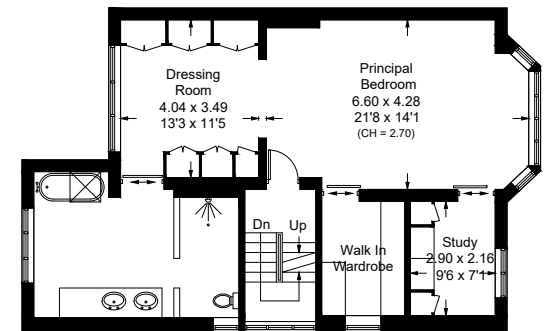 Dressing
Room
4.04 x 3.49
13'3 x 11'5
Principal
Bedroom
6.60 x 4.28
21'8 x 14'1
(CH = 2.70)
Dn
Up
Walk In
Wardrobe
Study
2.90 x 2.16
9'6 x 7'1